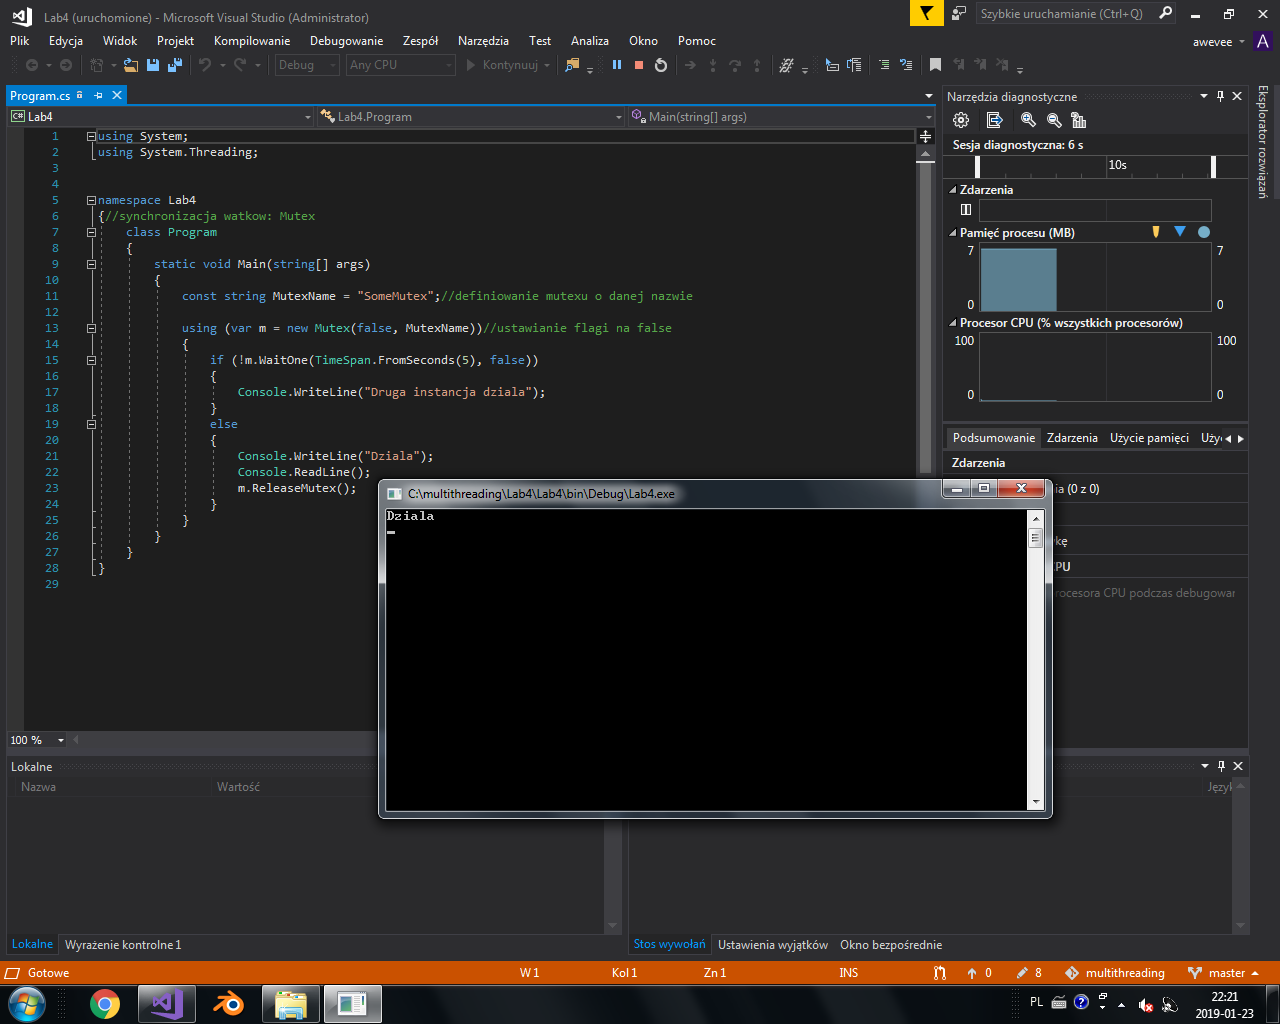 Lab4 (uruchomione) - Microsoft Visual Studio (Administrator)
Szybkie uruchamianie (Ctrl+Q)
Plik Edycja Widok Projekt Kompilowanie Debugowanie Zespół Narzędzia Test Analiza Okno Pomoc
awevee A
Debug Any CPU Kontynuuj
Program.cs
C# Lab4 Lab4.Program Main(string[] args)
1 using System;
2 using System.Threading;
3
4
5 namespace Lab4
6 {//synchronizacja watkow: Mutex
7 class Program
8 {
9 static void Main(string[] args)
10 {
11 const string MutexName = "SomeMutex";//definiowanie mutexu o danej nazwie
12
13 using (var m = new Mutex(false, MutexName))//ustawianie flagi na false
14 {
15 if (!m.WaitOne(TimeSpan.FromSeconds(5), false))
16 {
17 Console.WriteLine("Druga instancja dziala");
18 }
19 else
20 {
21 Console.WriteLine("Dziala");
22 Console.ReadLine();
23 m.ReleaseMutex();
24 }
25 }
26 }
27 }
28 }
29
100 %
Narzędzia diagnostyczne
Sesja diagnostyczna: 6 s
10s
Zdarzenia
Pamięć procesu (MB)
7 7
0 0
Procesor CPU (% wszystkich procesorów)
100 100
0 0
Podsumowanie Zdarzenia Użycie pamięci Użyc
Zdarzenia
ia (0 z 0)
kę
CPU
rocesora CPU podczas debugowar
Eksplorator rozwiązań
C:\multithreading\Lab4\Lab4\bin\Debug\Lab4.exe
Dziala
Lokalne
Nazwa Wartość
Język
Lokalne Wyrażenie kontrolne 1
Stos wywołań Ustawienia wyjątków Okno bezpośrednie
Gotowe W 1 Kol 1 Zn 1 INS 0 8 multithreading master
PL
22:21
2019-01-23